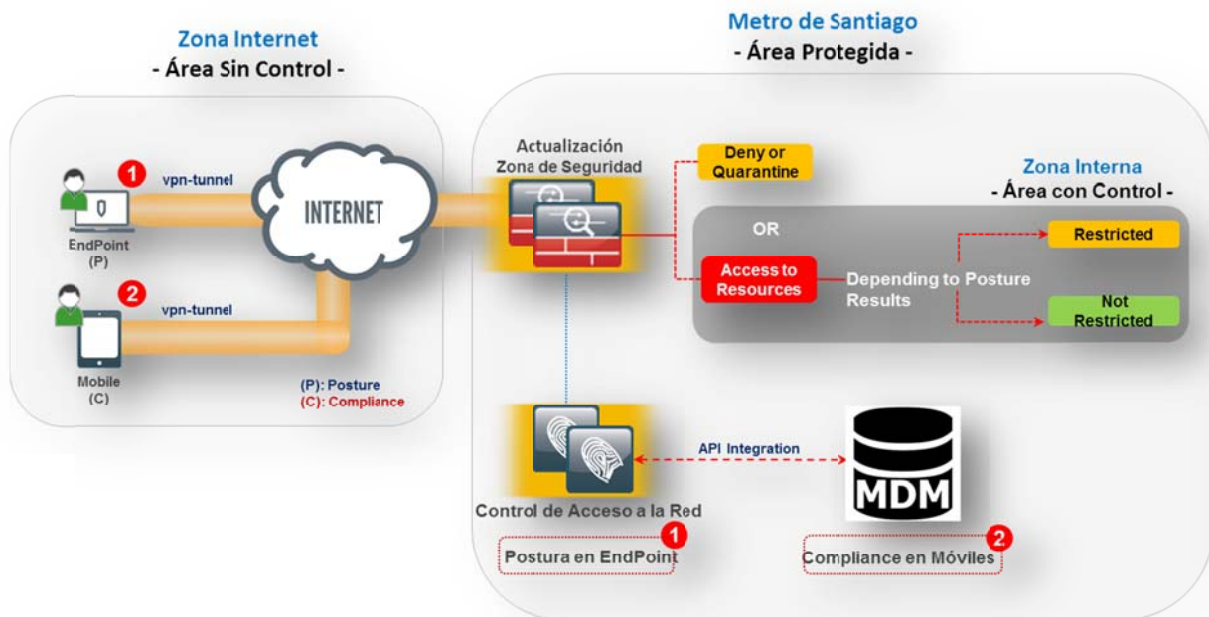 Zona Internet
- Área Sin Control -
1
vpn-tunnel
EndPoint
(P)
2
vpn-tunnel
Mobile
(C)
INTERNET
(P): Posture
(C): Compliance
Metro de Santiago
- Área Protegida -
Actualización
Zona de Seguridad
Deny or
Quarantine
Zona Interna
- Área con Control -
OR
Access to
Resources
Depending to Posture
Results
Restricted
Not
Restricted
API Integration
MDM
Control de Acceso a la Red
1
Postura en EndPoint
2
Compliance en Móviles